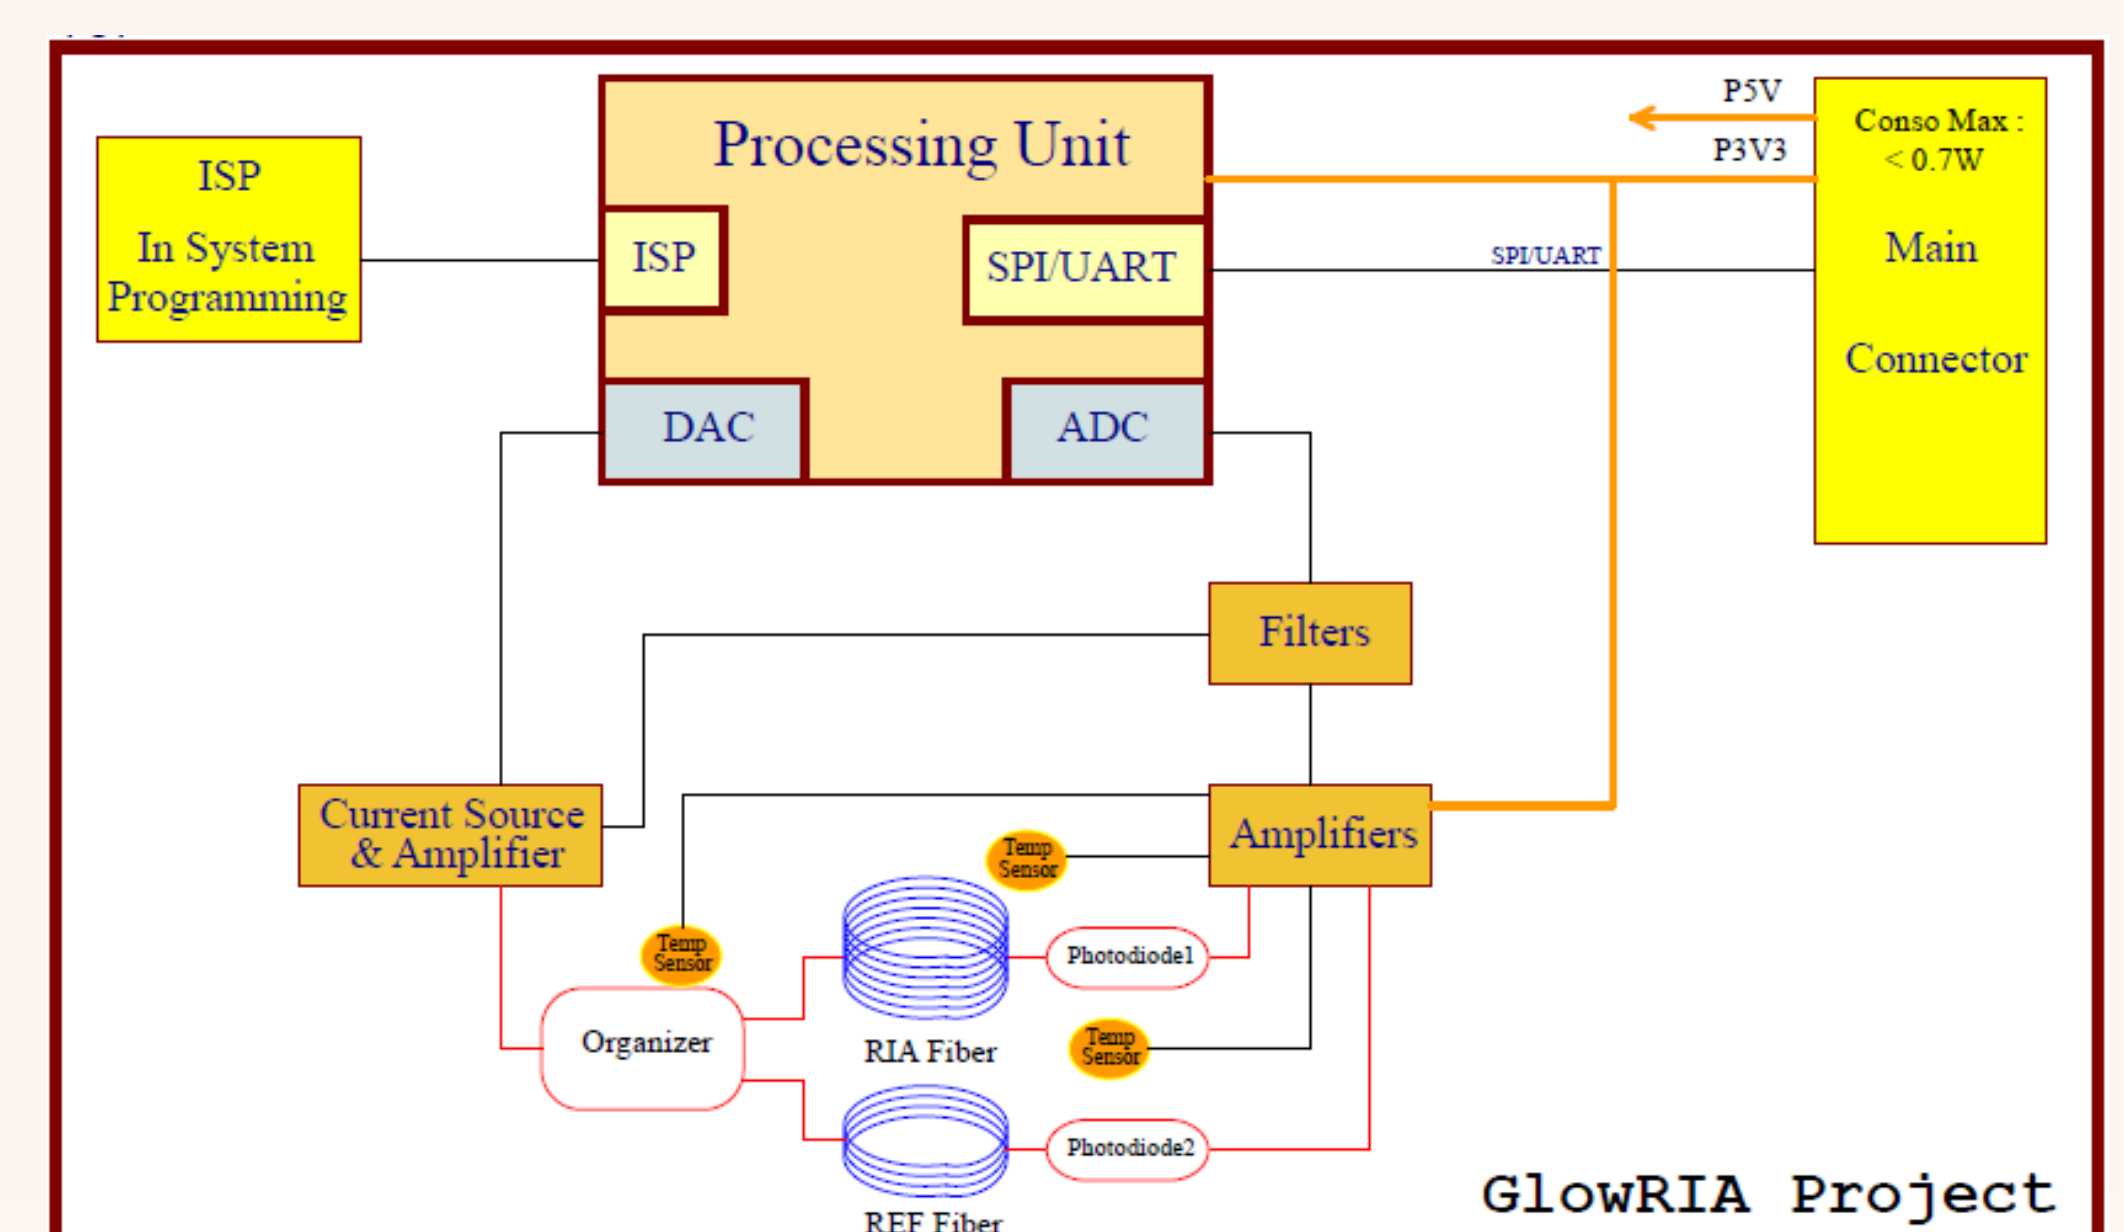 Processing Unit
P5V
P3V3
Conso Max :
< 0.7W
Main
Connector
ISP
In System
Programming
ISP
SPI/UART
SPI/UART
DAC
ADC
Filters
Current Source
& Amplifier
Amplifiers
Temp
Sensor
Temp
Sensor
Photodiode1
Organizer
RIA Fiber
Temp
Sensor
Photodiode2
REF Fiber
GlowRIA Project